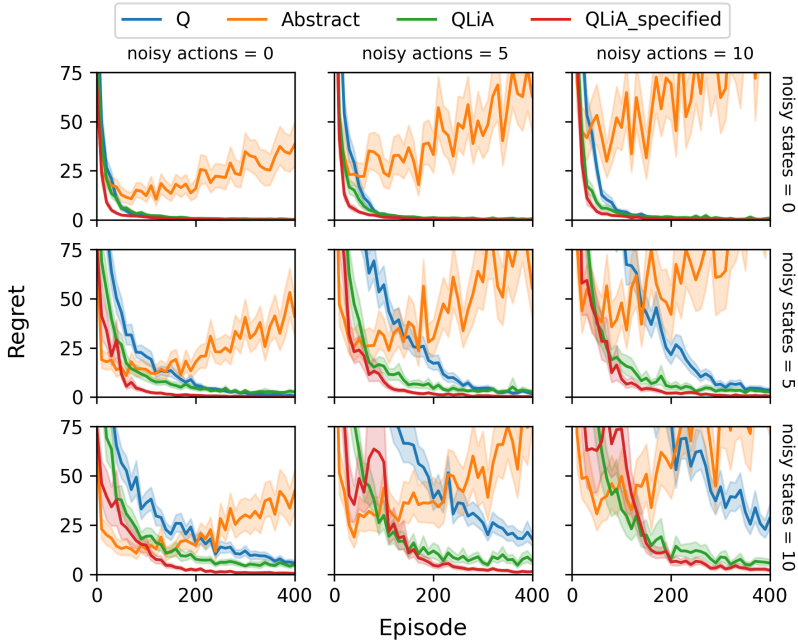 Q Abstract QLiA QLiA_specified
noisy actions = 0 noisy actions = 5 noisy actions = 10
75
50
25
0
noisy states = 0
75
50
25
0
noisy states = 5
Regret
75
50
25
0
noisy states = 10
0 200 400 0 200 400 0 200 400
Episode